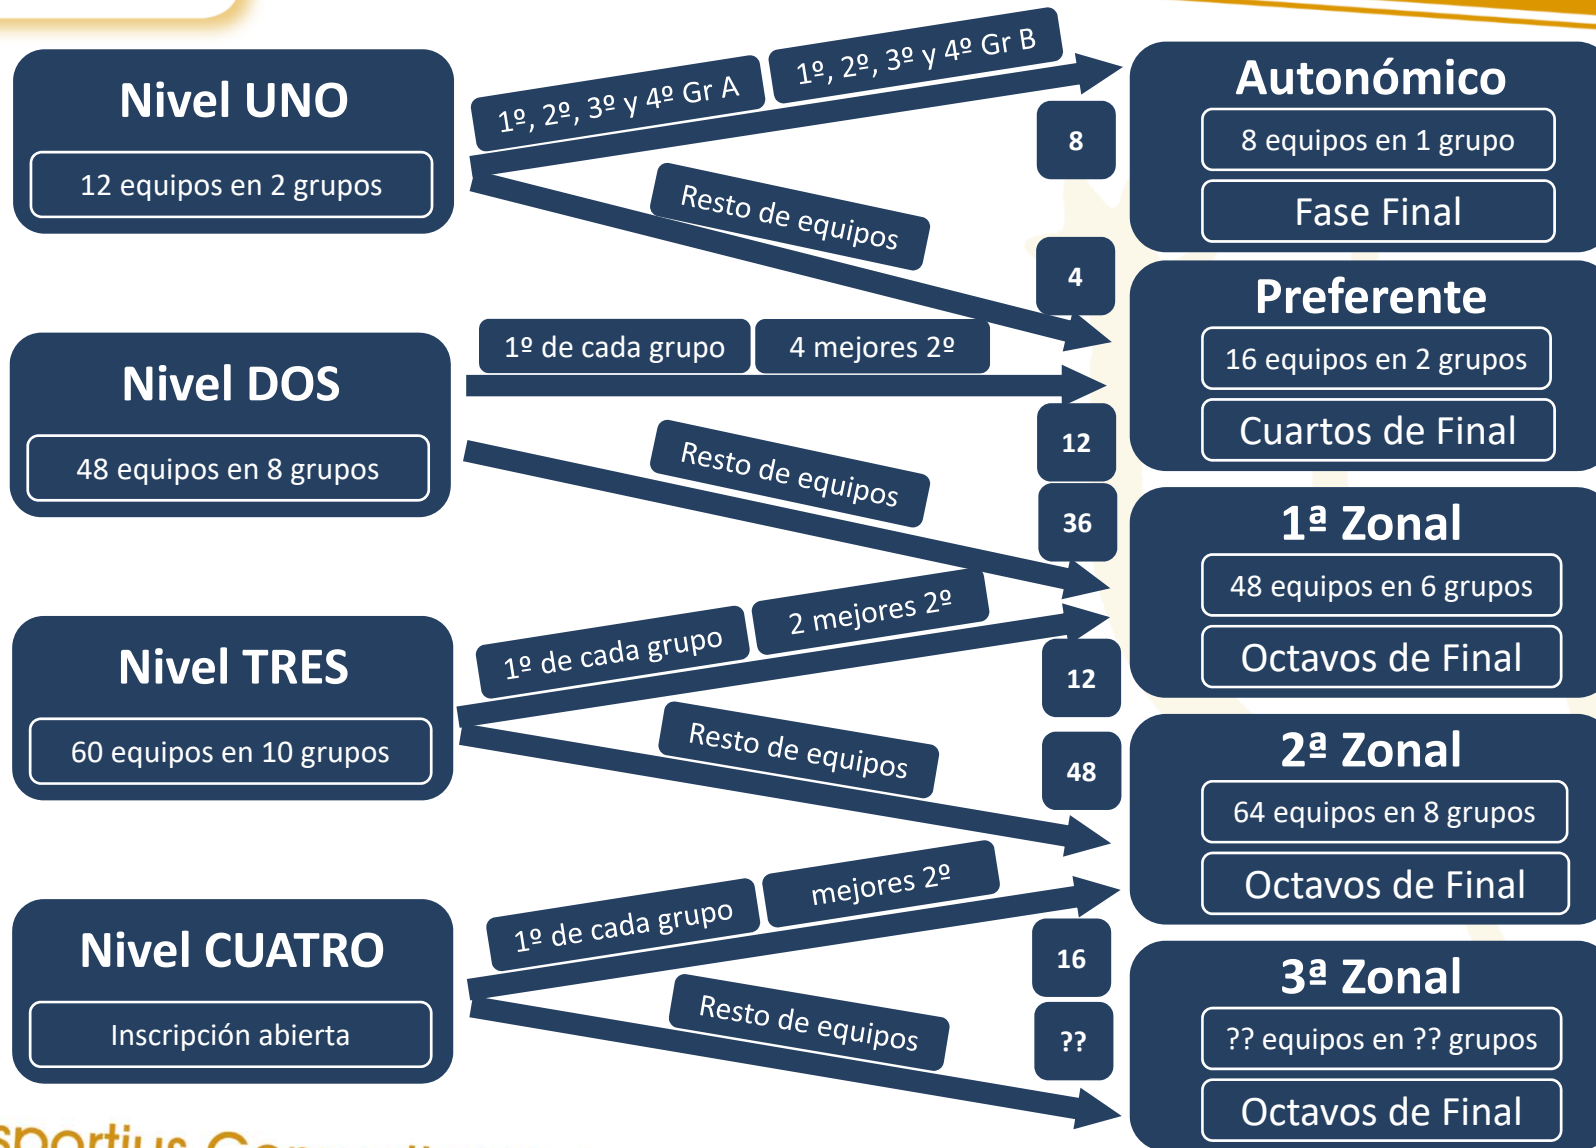 Nivel UNO
12 equipos en 2 grupos
1º, 2º, 3º y 4º Gr A
1º, 2º, 3º y 4º Gr B
Resto de equipos
8
4
Autonómico
8 equipos en 1 grupo
Fase Final
Nivel DOS
48 equipos en 8 grupos
1º de cada grupo
4 mejores 2º
Resto de equipos
12
36
Preferente
16 equipos en 2 grupos
Cuartos de Final
Nivel TRES
60 equipos en 10 grupos
1º de cada grupo
2 mejores 2º
Resto de equipos
12
48
1ª Zonal
48 equipos en 6 grupos
Octavos de Final
2ª Zonal
64 equipos en 8 grupos
Octavos de Final
Nivel CUATRO
Inscripción abierta
1º de cada grupo
mejores 2º
Resto de equipos
16
??
3ª Zonal
?? equipos en ?? grupos
Octavos de Final